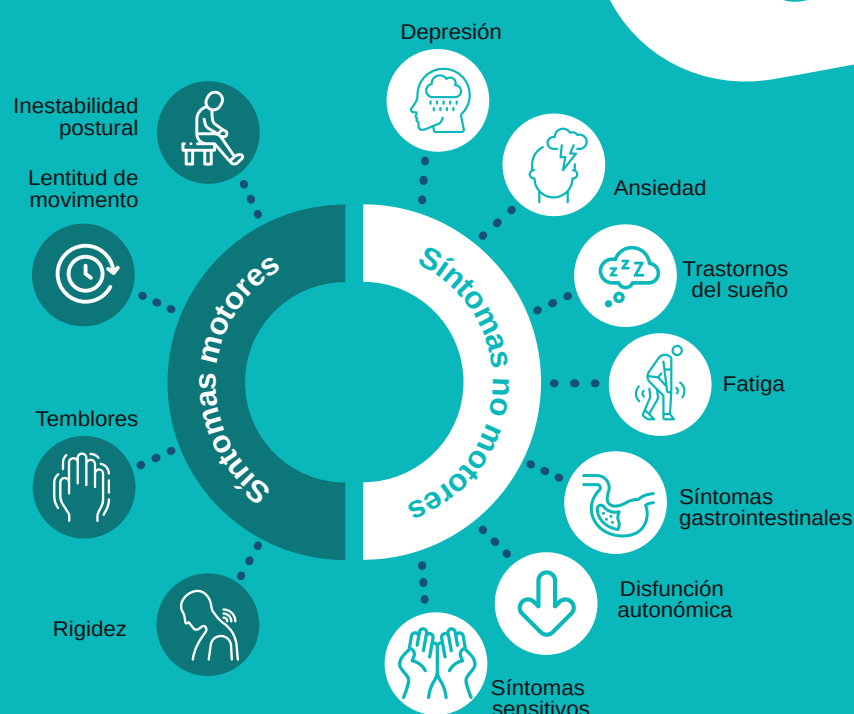 Depresión
Inestabilidad
postural
Lentitud de
movimento
Ansiedad
Trastornos
del sueño
Síntomas motores
Síntomas no motores
Fatiga
Temblores
Síntomas
gastrointestinales
Disfunción
autonómica
Rigidez
Síntomas
sensitivos
z z Z